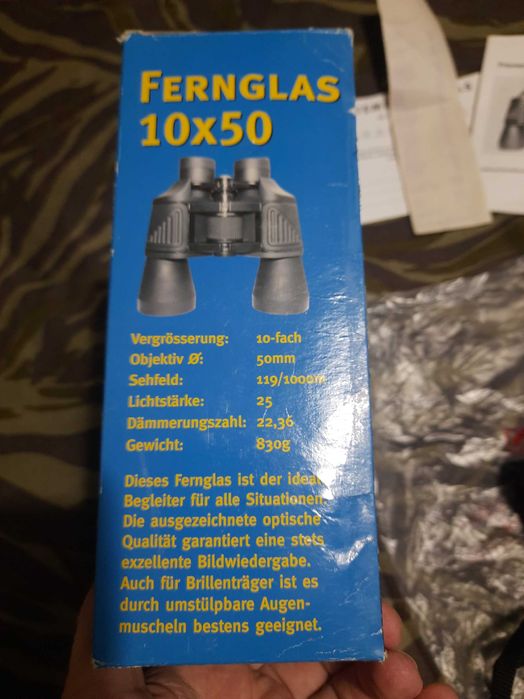 FERNGLAS
10x50
Vergrösserung: 10-fach
Objektiv Ø: 50mm
Sehfeld: 119/1000m
Lichtstärke: 25
Dämmerungszahl: 22,36
Gewicht: 830g
Dieses Fernglas ist der
Begleiter für alle Situationen
Die ausgezeichnete optische
Qualität garantiert eine stets
exzellente Bildwiedergabe.
Auch für Brillenträger ist es
durch umstülpbare Augen-
muscheln bestens geeignet.